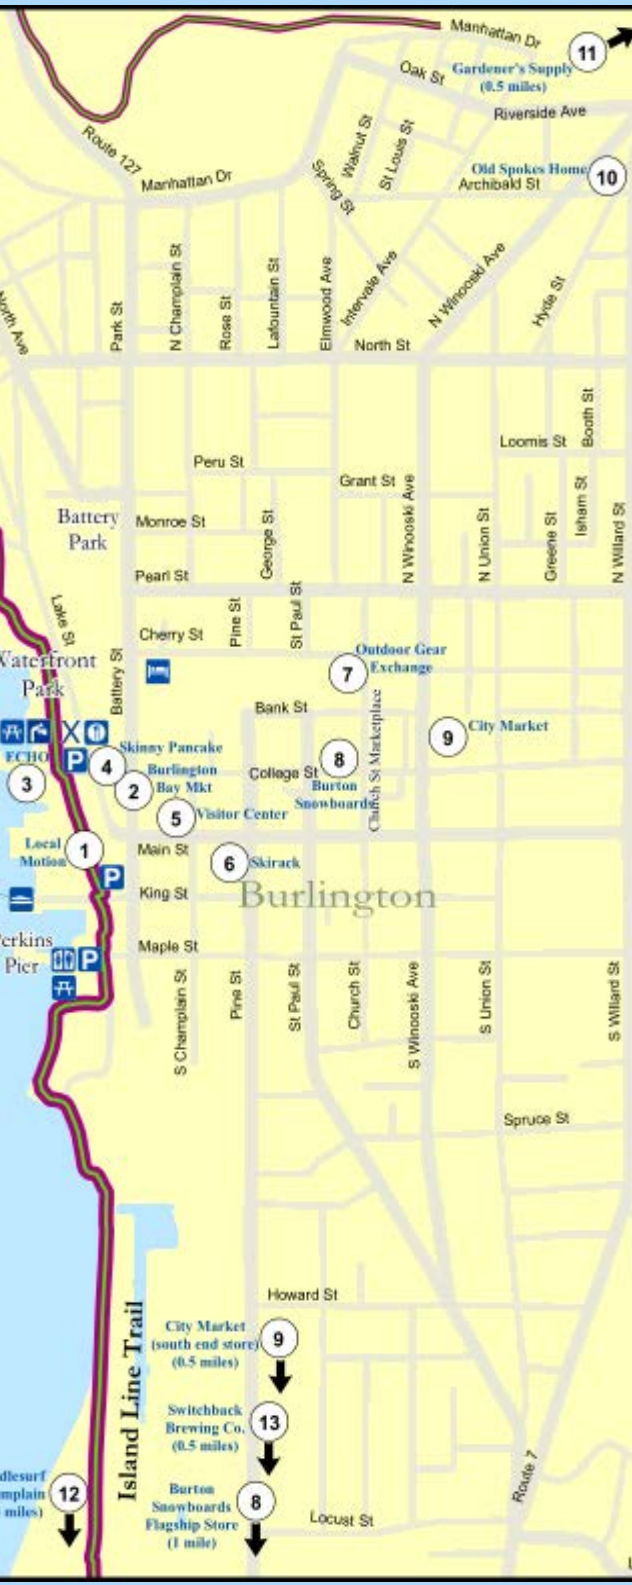 Manhattan Dr
11
Gardener's Supply
(0.5 miles)
Oak St
Riverside Ave
Route 127
Walnut St
St Louis St
Spring St
Manhattan Dr
Old Spokes Home
10
Archibald St
North Ave
Park St
N Champlain St
Rose St
Lafountain St
Elmwood Ave
Intervale Ave
N Winooski Ave
Hyde St
North St
Loomis St
Booth St
Peru St
Grant St
Isham St
Battery
Park
Monroe St
George St
N Winooski Ave
N Union St
Greene St
N Willard St
Pearl St
Lake St
Cherry St
Pine St
St Paul St
Waterfront
Park
Battery St
Outdoor Gear
7
Exchange
Church St Marketplace
Bank St
9
City Market
P
ECHO
3
4
Skinny Pancake
2
Burlington
Bay Mkt
College St
8
Burton
Snowboards
5
Visitor Center
Local
Motion
1
Main St
6
Skirack
P
King St
Burlington
Perkins
Pier
P
Maple St
S Champlain St
Pine St
St Paul St
Church St
S Winooski Ave
S Union St
S Willard St
Spruce St
Island Line Trail
Howard St
City Market
(south end store)
(0.5 miles)
9
Switchback
Brewing Co.
(0.5 miles)
13
Burton
Snowboards
Flagship Store
(1 mile)
8
12
dlesurf
mplain
miles)
Locust St
Route 7